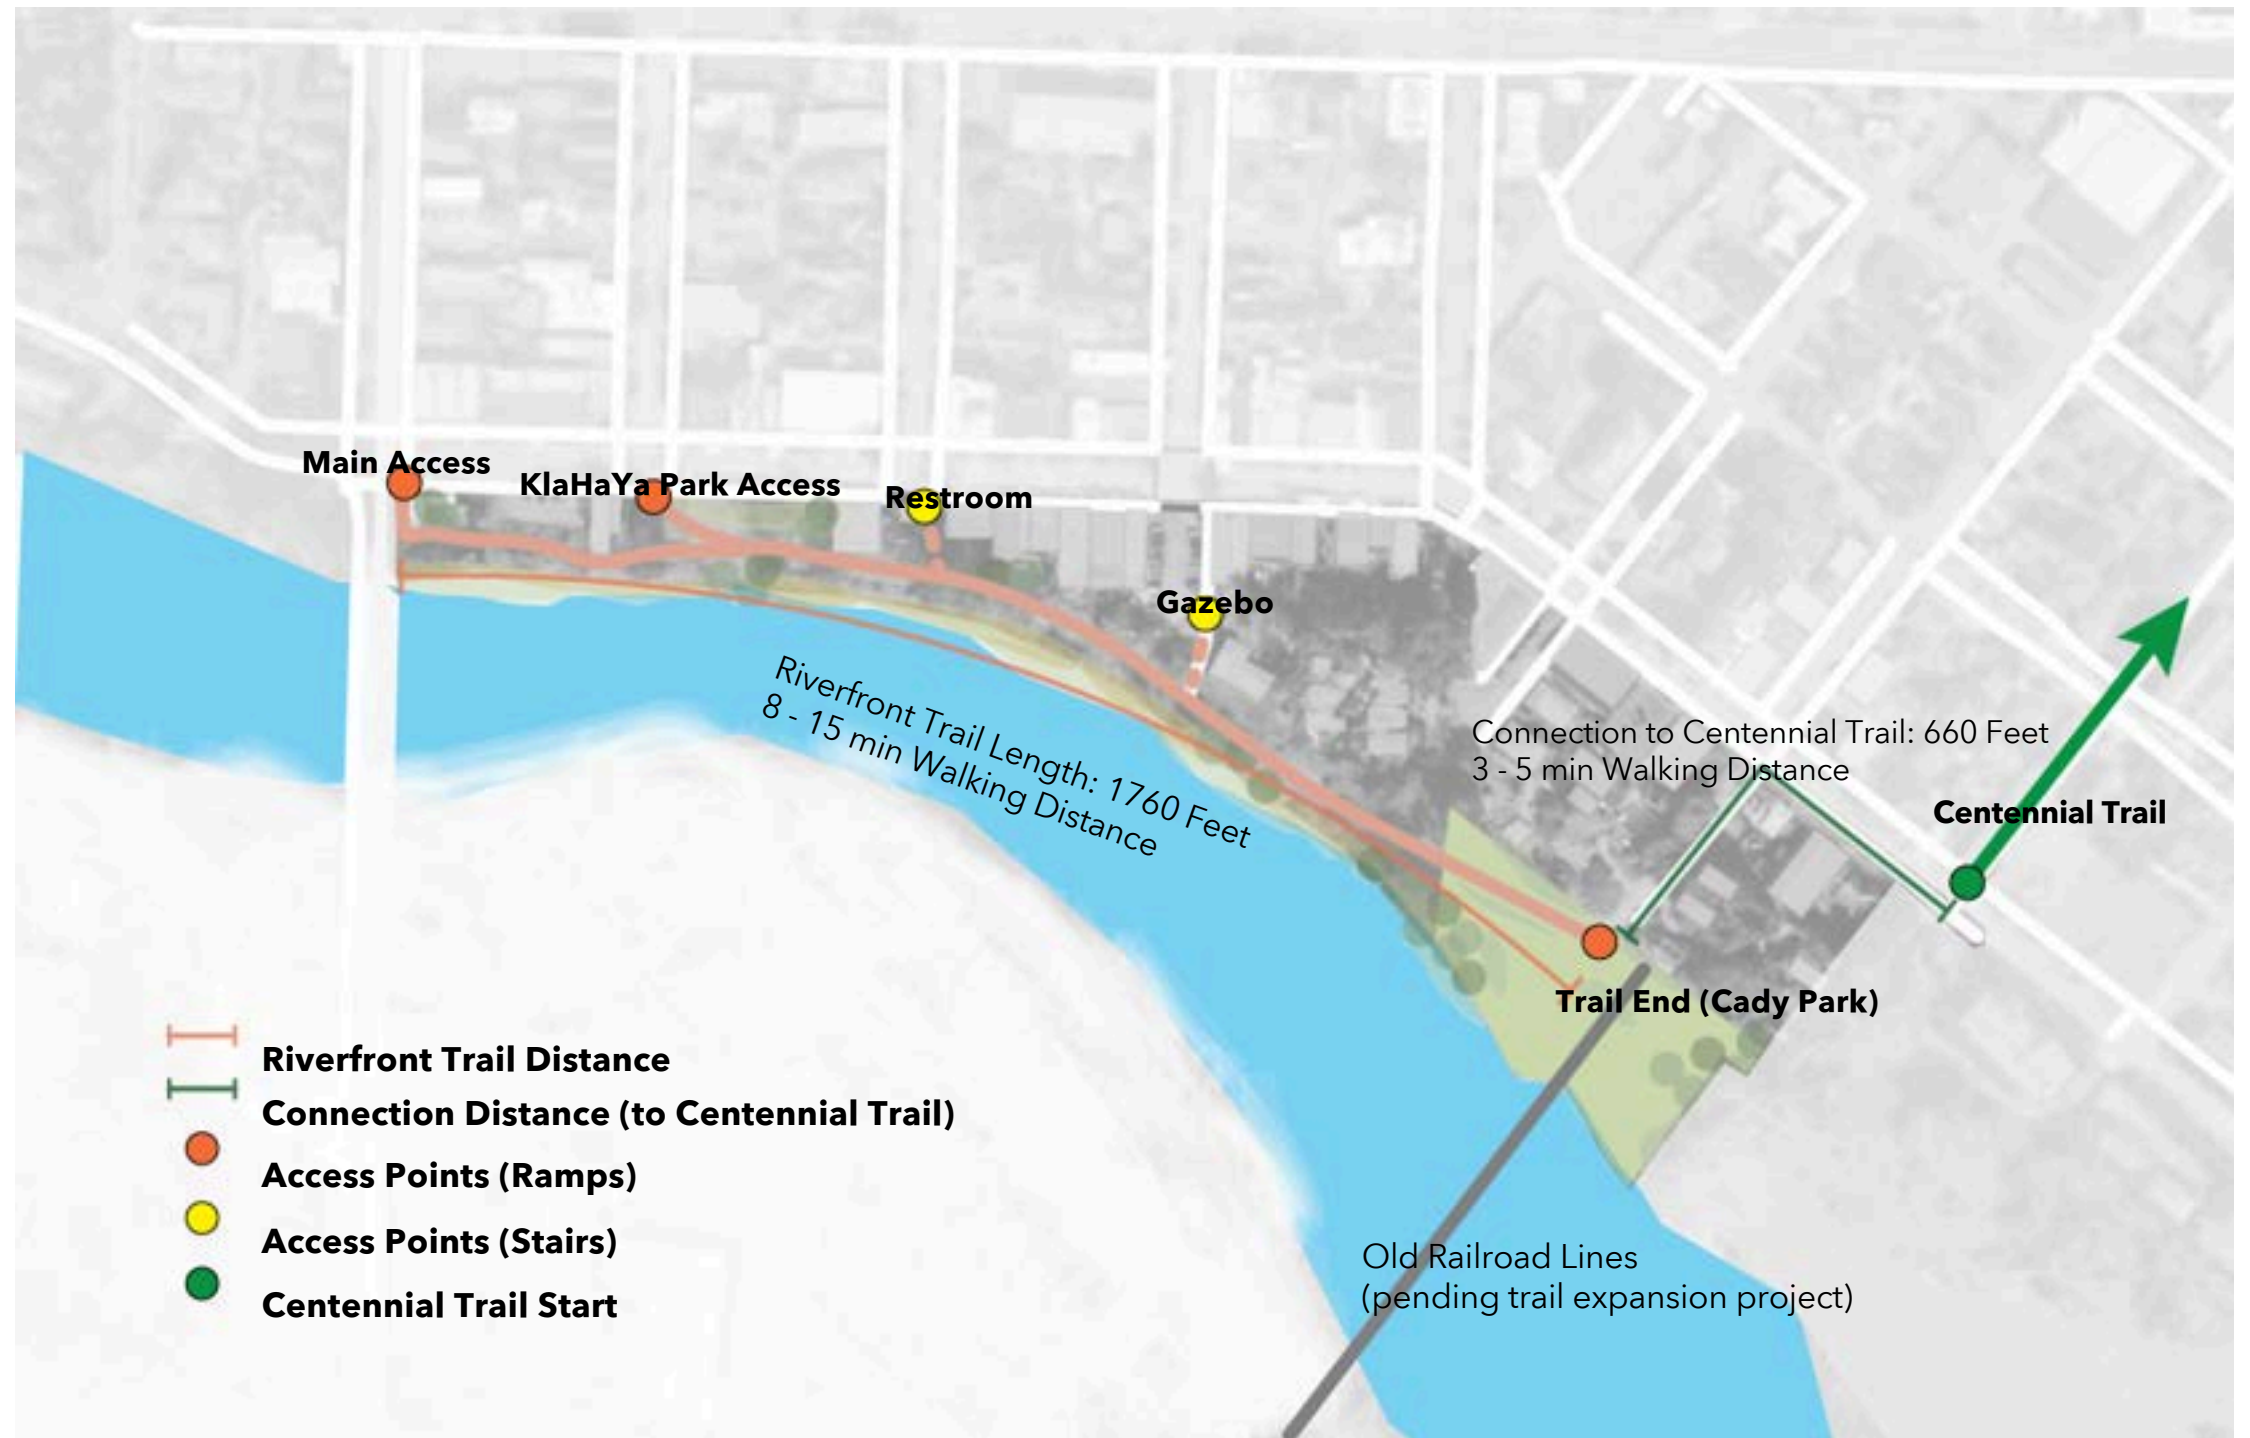 Main Access
KlaHaYa Park Access
Restroom
Gazebo
Riverfront Trail Length: 1760 Feet
8 - 15 min Walking Distance
Connection to Centennial Trail: 660 Feet
3 - 5 min Walking Distance
Centennial Trail
Trail End (Cady Park)
Riverfront Trail Distance
Connection Distance (to Centennial Trail)
Access Points (Ramps)
Access Points (Stairs)
Centennial Trail Start
Old Railroad Lines
(pending trail expansion project)